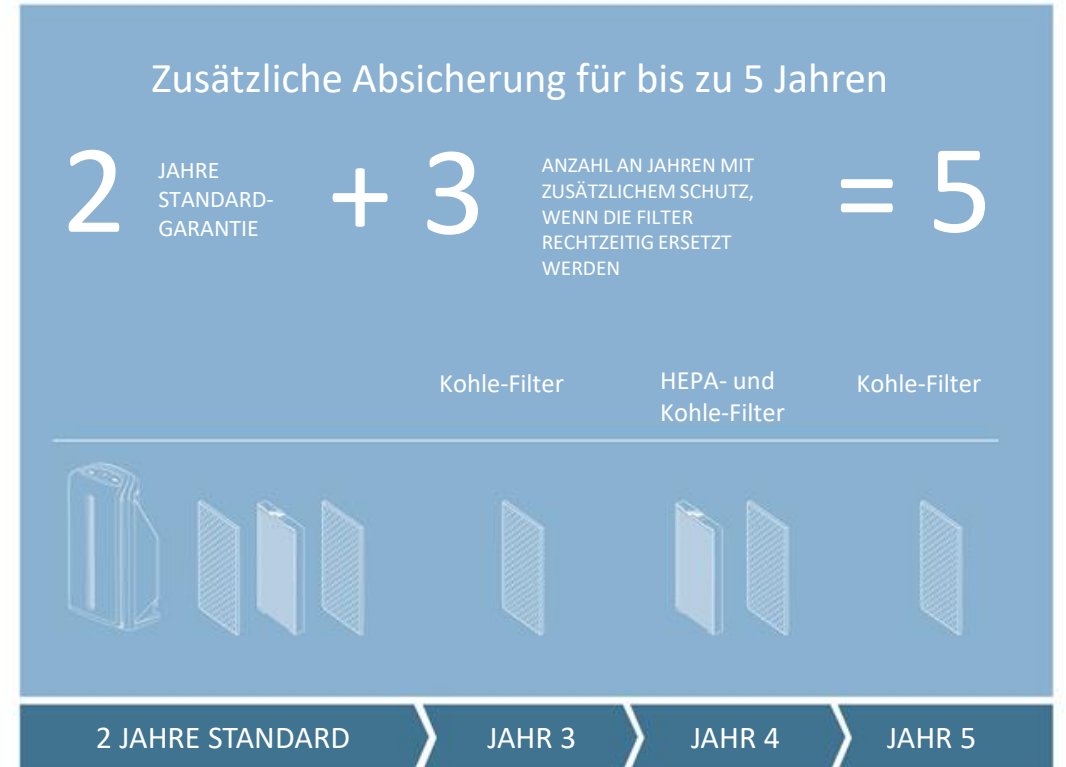 Zusätzliche Absicherung für bis zu 5 Jahren
2
JAHRE
STANDARD-
GARANTIE
+
3
ANZAHL AN JAHREN MIT
ZUSÄTZLICHEM SCHUTZ,
WENN DIE FILTER
RECHTZEITIG ERSETZT
WERDEN
= 5
Kohle-Filter
HEPA- und
Kohle-Filter
Kohle-Filter
2 JAHRE STANDARD
JAHR 3
JAHR 4
JAHR 5